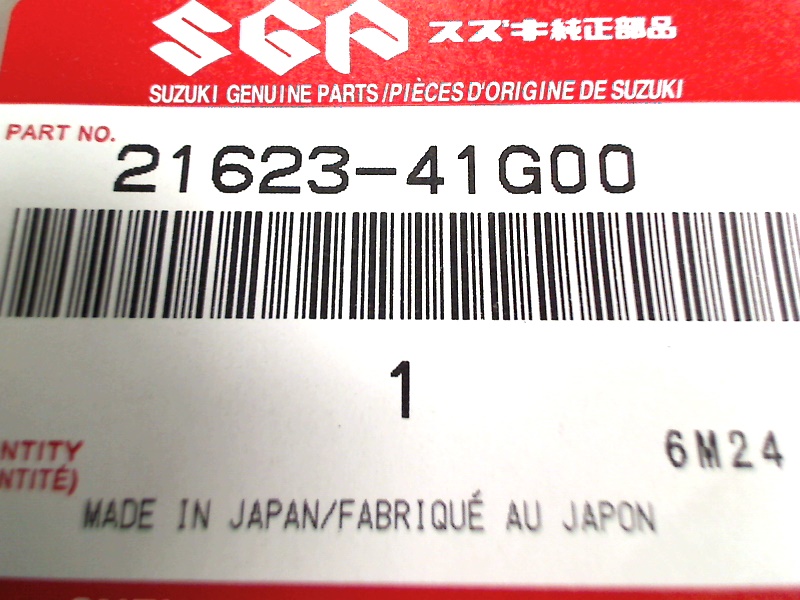 SGP スズキ純正部品
SUZUKI GENUINE PARTS/PIÈCES D'ORIGINE DE SUZUKI
PART NO.
21623-41G00
1
NTITY
NTITÉ)
6M24
MADE IN JAPAN/FABRIQUÉ AU JAPON